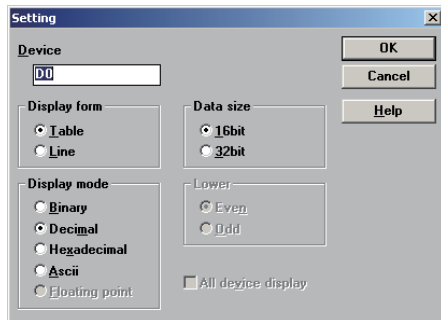 Setting
Device
D0
OK
Cancel
Help
Display form
Table
Line
Data size
16bit
32bit
Display mode
Binary
Decimal
Hexadecimal
Ascii
Floating point
Lower
Even
Odd
All device display